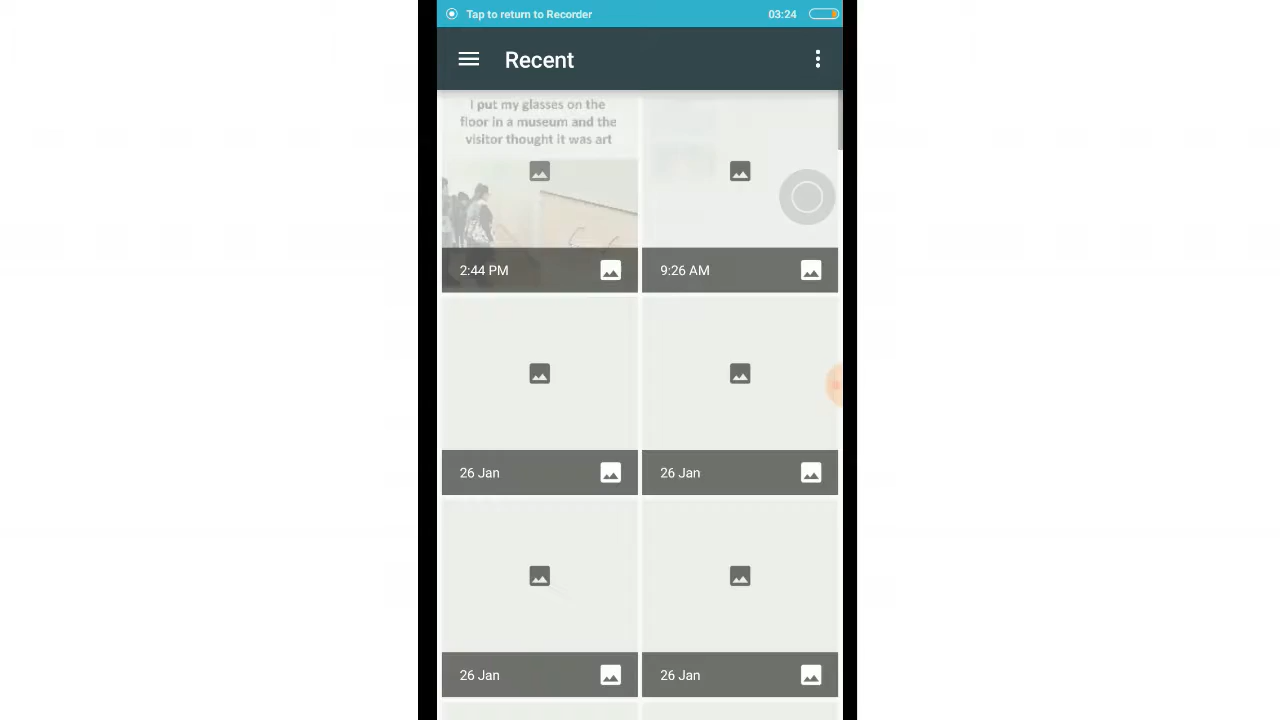 Tap to return to Recorder 03:24
Recent
I put my glasses on the
floor in a museum and the
visitor thought it was art
2:44 PM 9:26 AM
26 Jan 26 Jan
26 Jan 26 Jan